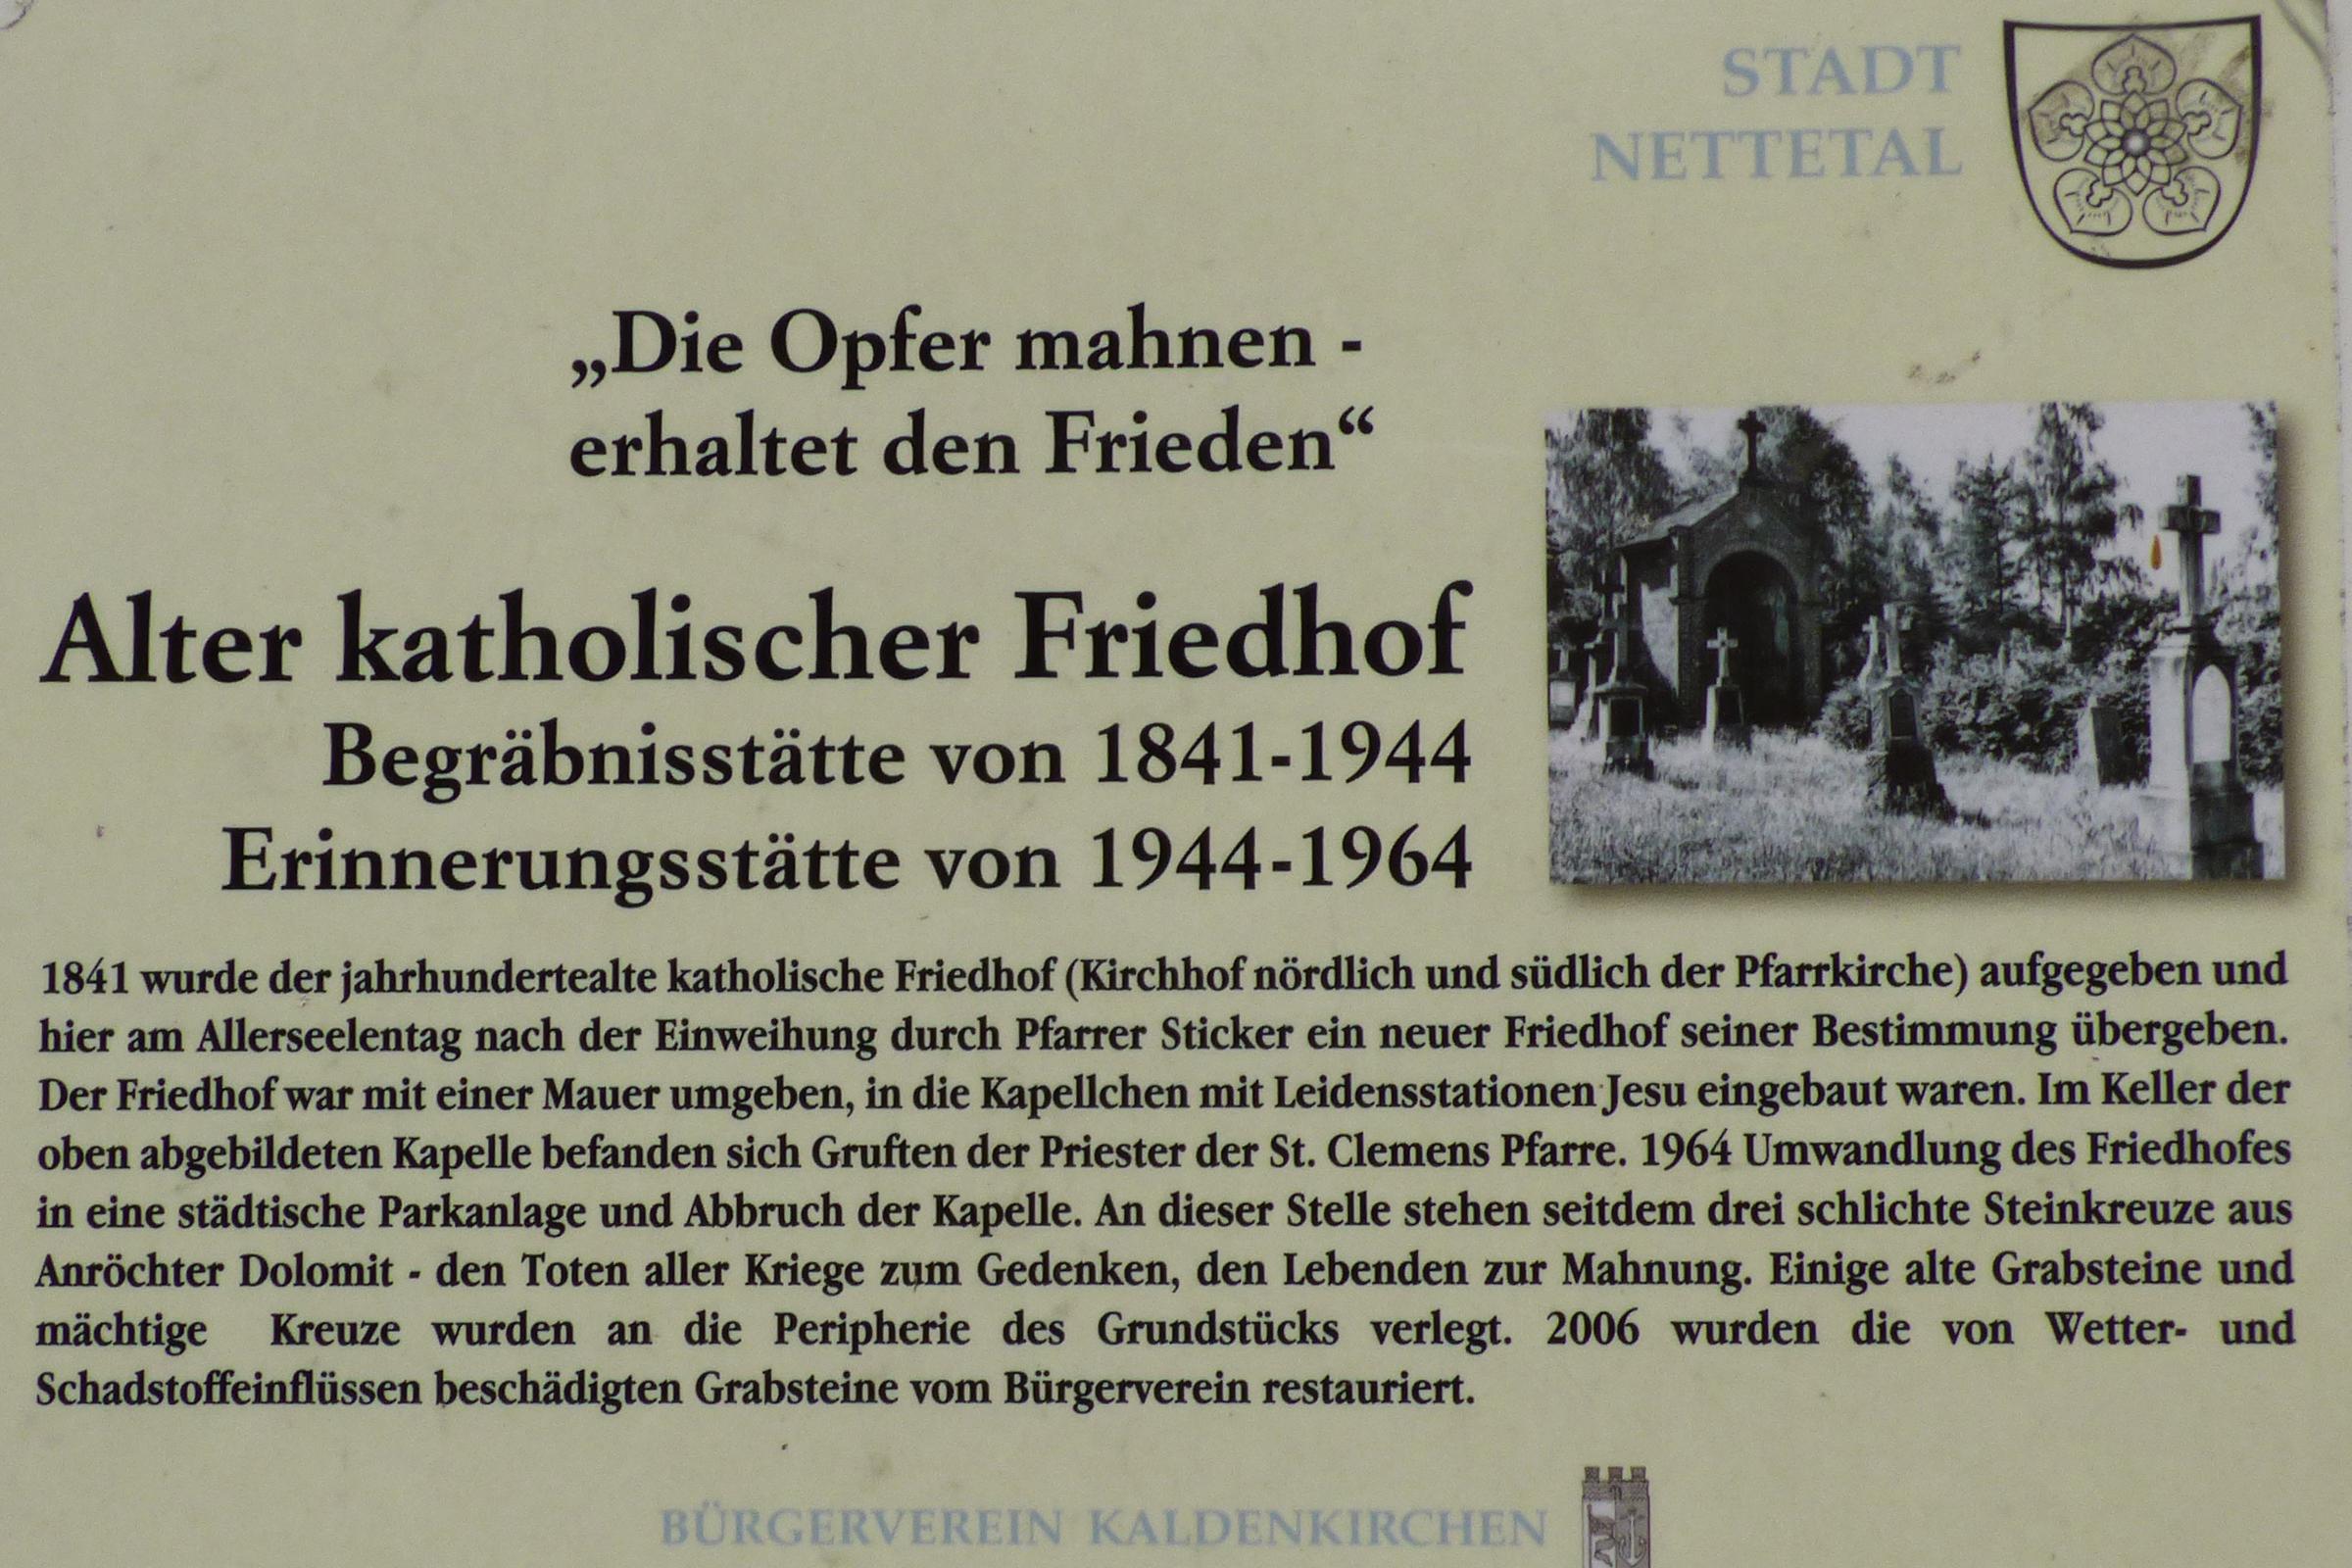 STADT
NETTETAL
„Die Opfer mahnen -
erhaltet den Frieden“
Alter katholischer Friedhof
Begräbnisstätte von 1841-1944
Erinnerungsstätte von 1944-1964
1841 wurde der jahrhundertealte katholische Friedhof (Kirchhof nördlich und südlich der Pfarrkirche) aufgegeben und
hier am Allerseelentag nach der Einweihung durch Pfarrer Sticker ein neuer Friedhof seiner Bestimmung übergeben.
Der Friedhof war mit einer Mauer umgeben, in die Kapellchen mit Leidensstationen Jesu eingebaut waren. Im Keller der
oben abgebildeten Kapelle befanden sich Gruften der Priester der St. Clemens Pfarre. 1964 Umwandlung des Friedhofes
in eine städtische Parkanlage und Abbruch der Kapelle. An dieser Stelle stehen seitdem drei schlichte Steinkreuze aus
Anröchter Dolomit - den Toten aller Kriege zum Gedenken, den Lebenden zur Mahnung. Einige alte Grabsteine und
mächtige Kreuze wurden an die Peripherie des Grundstücks verlegt. 2006 wurden die von Wetter- und
Schadstoffeinflüssen beschädigten Grabsteine vom Bürgerverein restauriert.
BÜRGERVEREIN KALDENKIRCHEN